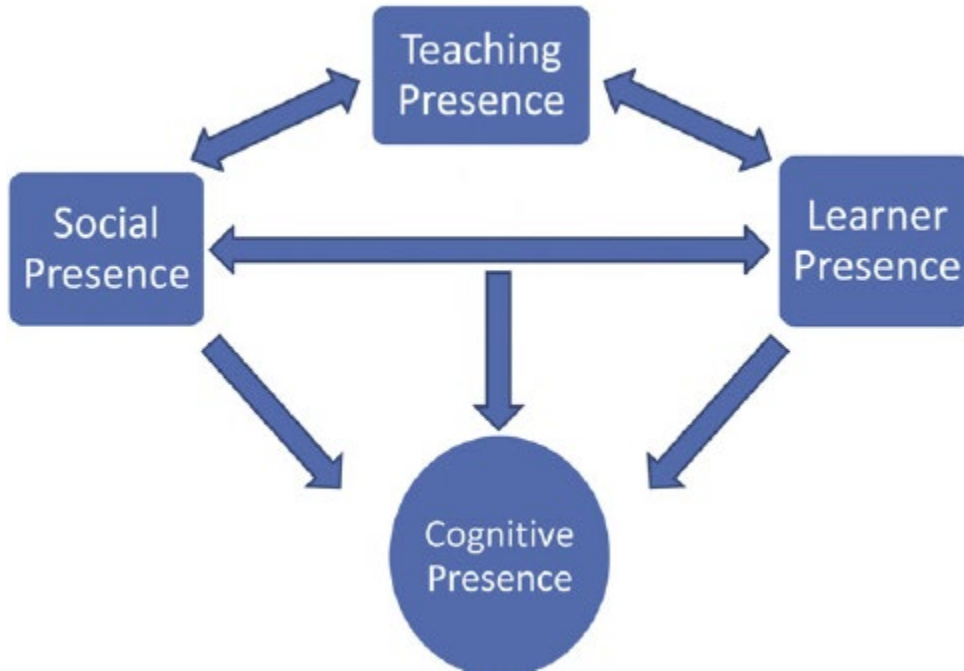 Teaching
Presence
Social
Presence
Learner
Presence
Cognitive
Presence